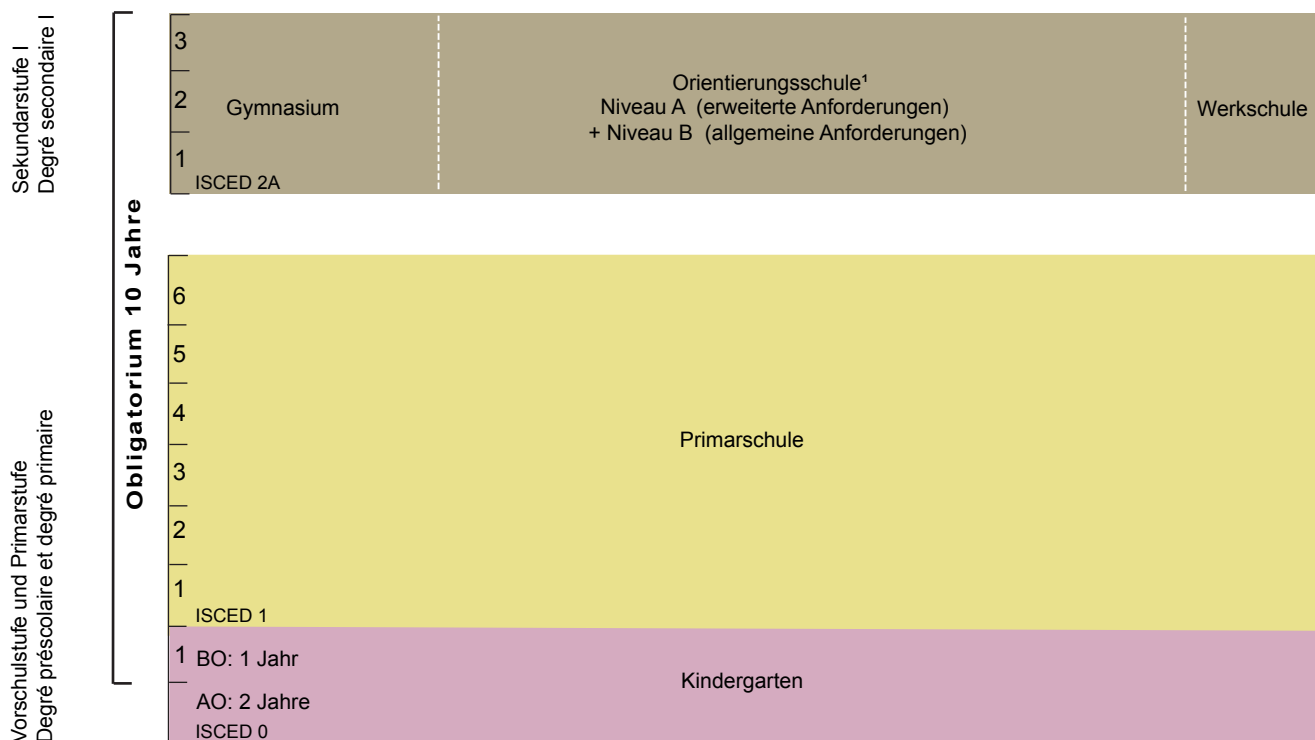 Sekundarstufe I
Degré secondaire I
3
2
1
Gymnasium
Orientierungsschule¹
Niveau A (erweiterte Anforderungen)
+ Niveau B (allgemeine Anforderungen)
Werkschule
ISCED 2A
Obligatorium 10 Jahre
Vorschulstufe und Primarstufe
Degré préscolaire et degré primaire
6
5
4
3
2
1
Primarschule
ISCED 1
1
BO: 1 Jahr
Kindergarten
AO: 2 Jahre
ISCED 0